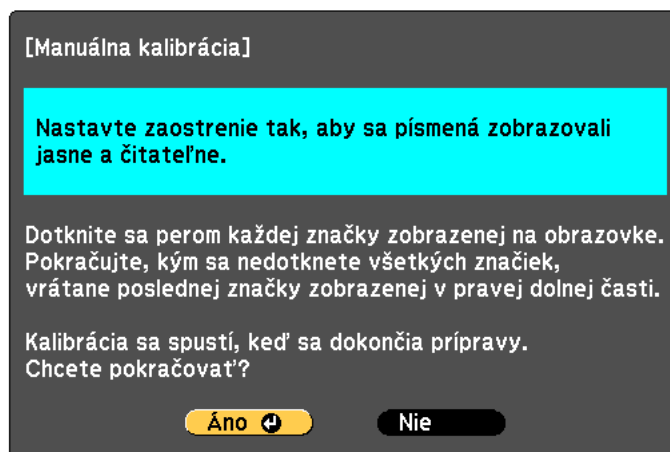 [Manuálna kalibrácia]
Nastavte zaostrenie tak, aby sa písmená zobrazovali
jasne a čitateľne.
Dotknite sa perom každej značky zobrazenej na obrazovke.
Pokračujte, kým sa nedotknete všetkých značiek,
vrátane poslednej značky zobrazenej v pravej dolnej časti.
Kalibrácia sa spustí, keď sa dokončia prípravy.
Chcete pokračovať?
Áno Nie